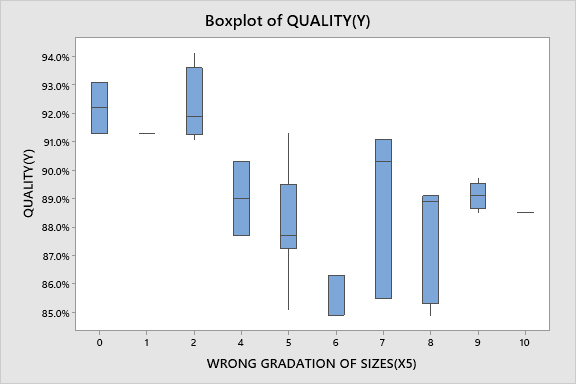 Boxplot of QUALITY(Y)
94.0%
93.0%
92.0%
91.0%
90.0%
89.0%
88.0%
87.0%
86.0%
85.0%
QUALITY(Y)
0 1 2 4 5 6 7 8 9 10
WRONG GRADATION OF SIZES(X5)